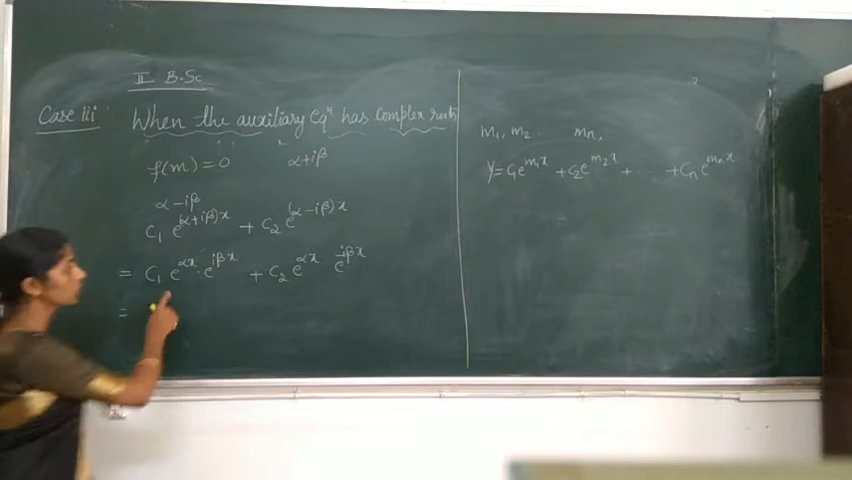 II B.Sc
Case iii When the auxiliary eqⁿ has complex roots
f(m) = 0 α+iβ
α-iβ
C₁ e^(α+iβ)x + C₂ e^(α-iβ)x
= C₁ e^αx · e^iβx + C₂ e^αx e^-iβx
=
m₁, m₂ . mₙ,
Y = C₁e^m₁x + C₂e^m₂x + ... + Cₙ e^mₙx